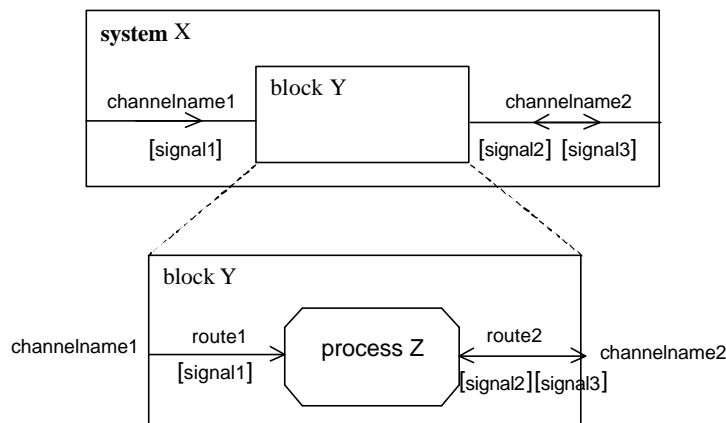 system X
block Y
channelname1
channelname2
[signal1]
[signal2] [signal3]
block Y
channelname1
route1
process Z
route2
channelname2
[signal1]
[signal2][signal3]